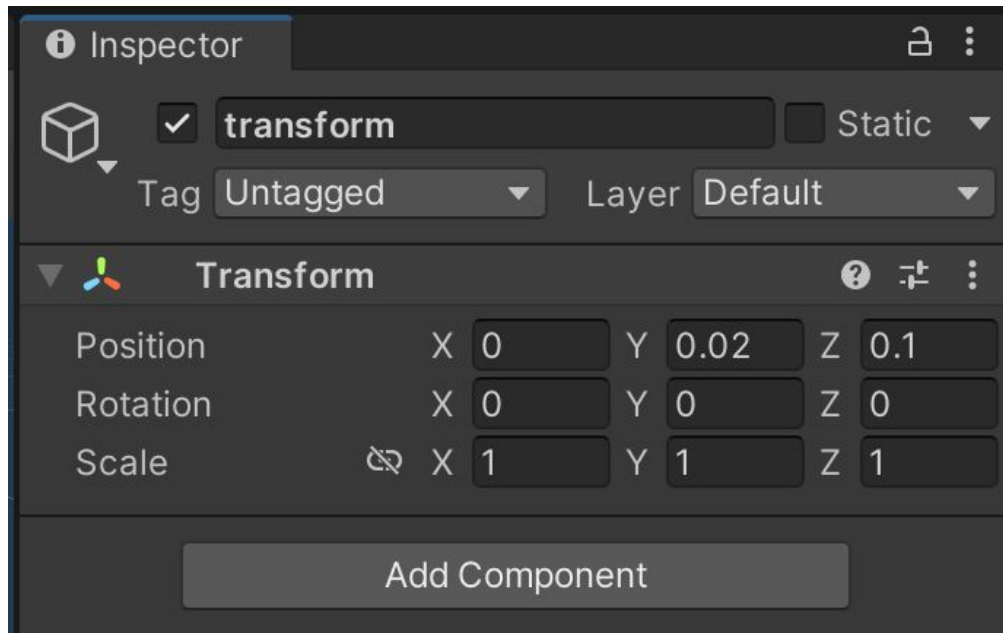 Inspector
transform Static
Tag Untagged Layer Default
Transform
Position X 0 Y 0.02 Z 0.1
Rotation X 0 Y 0 Z 0
Scale X 1 Y 1 Z 1
Add Component